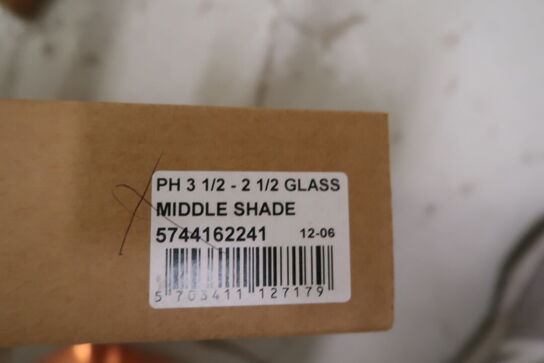 PH 3 1/2 - 2 1/2 GLASS
MIDDLE SHADE
5744162241 12-06
5 703411 127179